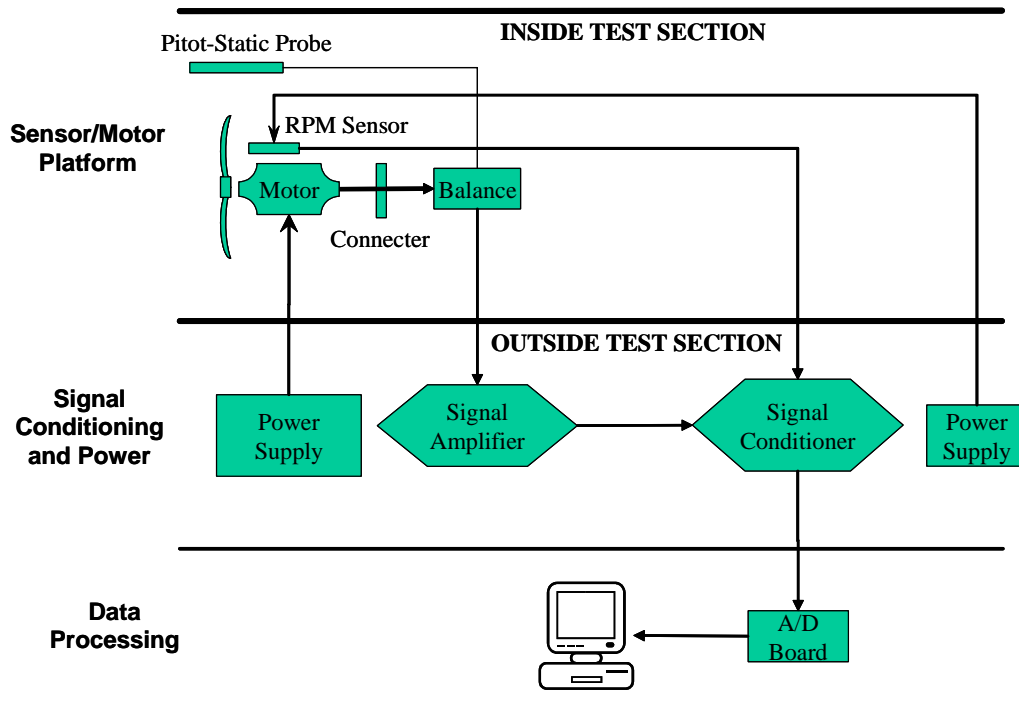 INSIDE TEST SECTION
Pitot-Static Probe
Sensor/Motor
Platform
RPM Sensor
Motor
Balance
Connecter
OUTSIDE TEST SECTION
Signal
Conditioning
and Power
Power
Supply
Signal
Amplifier
Signal
Conditioner
Power
Supply
Data
Processing
A/D
Board